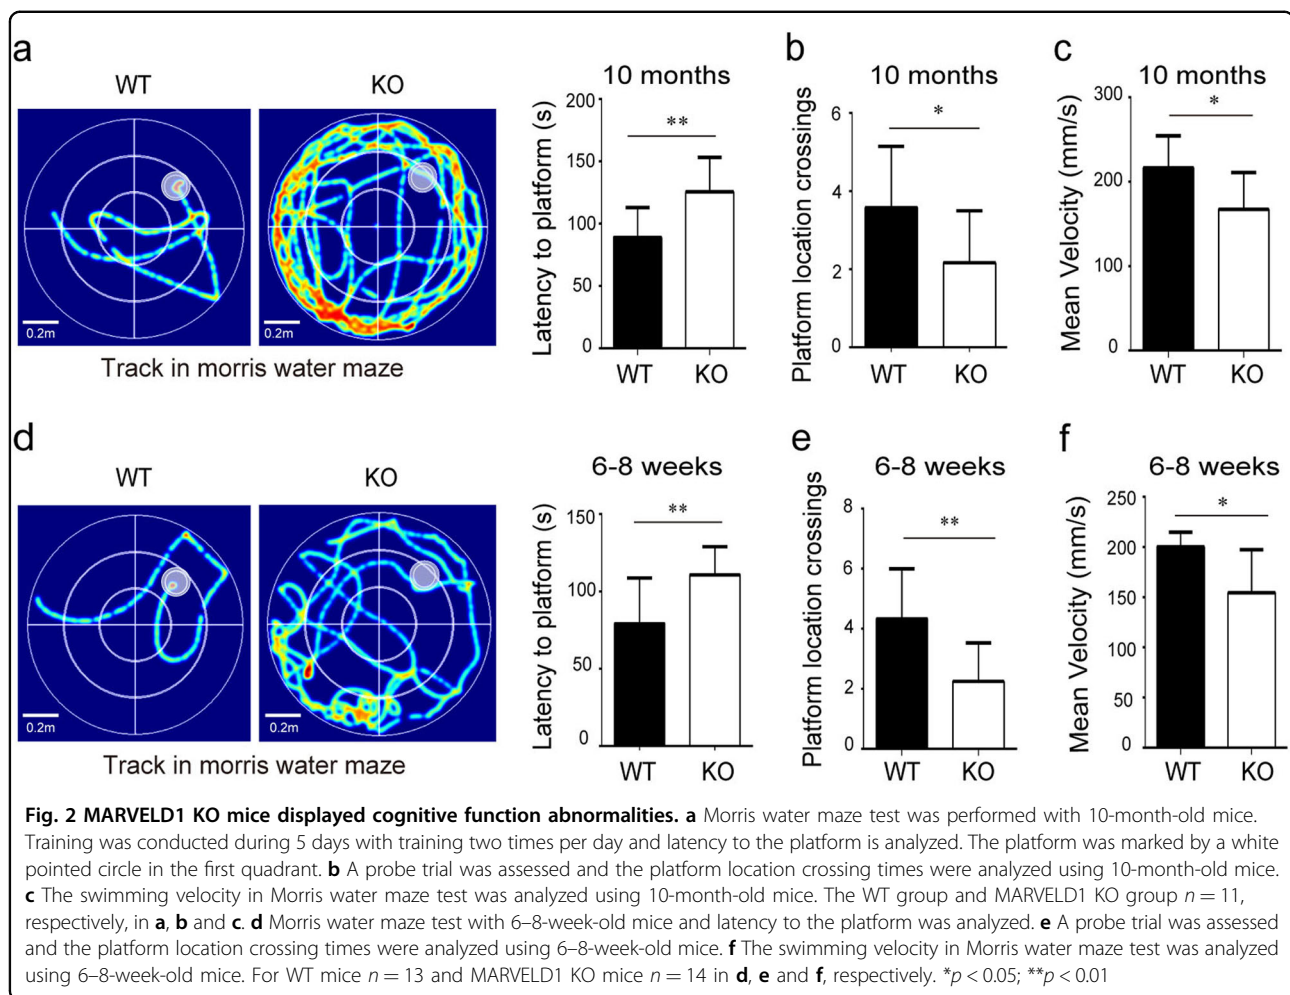 a
WT
KO
0.2m
0.2m
Track in morris water maze
10 months
Latency to platform (s)
200
150
100
50
0
**
WT
KO
b
10 months
Platform location crossings
6
4
2
0
*
WT
KO
c
10 months
Mean Velocity (mm/s)
300
200
100
0
*
WT
KO
d
WT
KO
0.2m
0.2m
Track in morris water maze
6-8 weeks
Latency to platform (s)
150
100
50
0
**
WT
KO
e
6-8 weeks
Platform location crossings
8
6
4
2
0
**
WT
KO
f
6-8 weeks
Mean Velocity (mm/s)
250
200
150
100
50
0
*
WT
KO
Fig. 2 MARVELD1 KO mice displayed cognitive function abnormalities. a Morris water maze test was performed with 10-month-old mice.
Training was conducted during 5 days with training two times per day and latency to the platform is analyzed. The platform was marked by a white
pointed circle in the first quadrant. b A probe trial was assessed and the platform location crossing times were analyzed using 10-month-old mice.
c The swimming velocity in Morris water maze test was analyzed using 10-month-old mice. The WT group and MARVELD1 KO group n = 11,
respectively, in a, b and c. d Morris water maze test with 6–8-week-old mice and latency to the platform was analyzed. e A probe trial was assessed
and the platform location crossing times were analyzed using 6–8-week-old mice. f The swimming velocity in Morris water maze test was analyzed
using 6–8-week-old mice. For WT mice n = 13 and MARVELD1 KO mice n = 14 in d, e and f, respectively. *p < 0.05; **p < 0.01